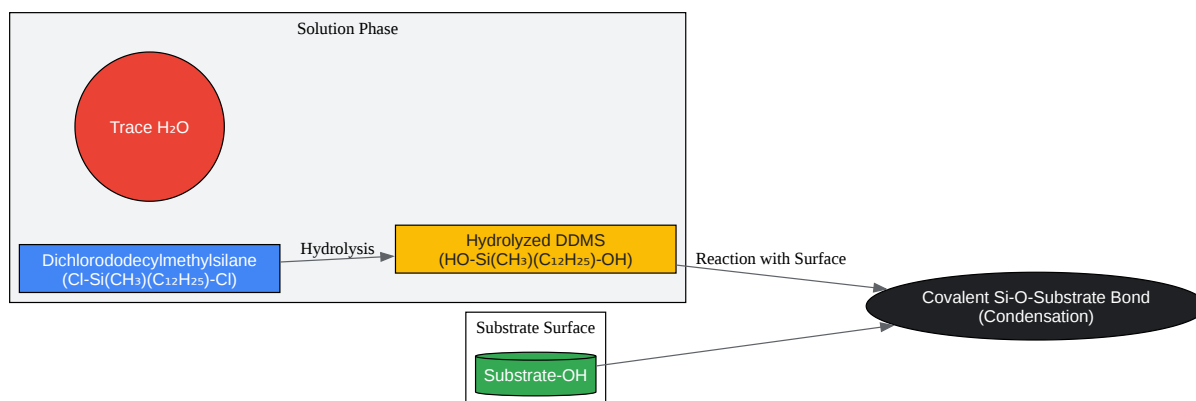 Solution Phase
Trace H₂O
Dichlorododecylmethylsilane
(Cl-Si(CH₃)(C₁₂H₂₅)-Cl)
Hydrolysis
Hydrolyzed DDMS
(HO-Si(CH₃)(C₁₂H₂₅)-OH)
Reaction with Surface
Covalent Si-O-Substrate Bond
(Condensation)
Substrate Surface
Substrate-OH